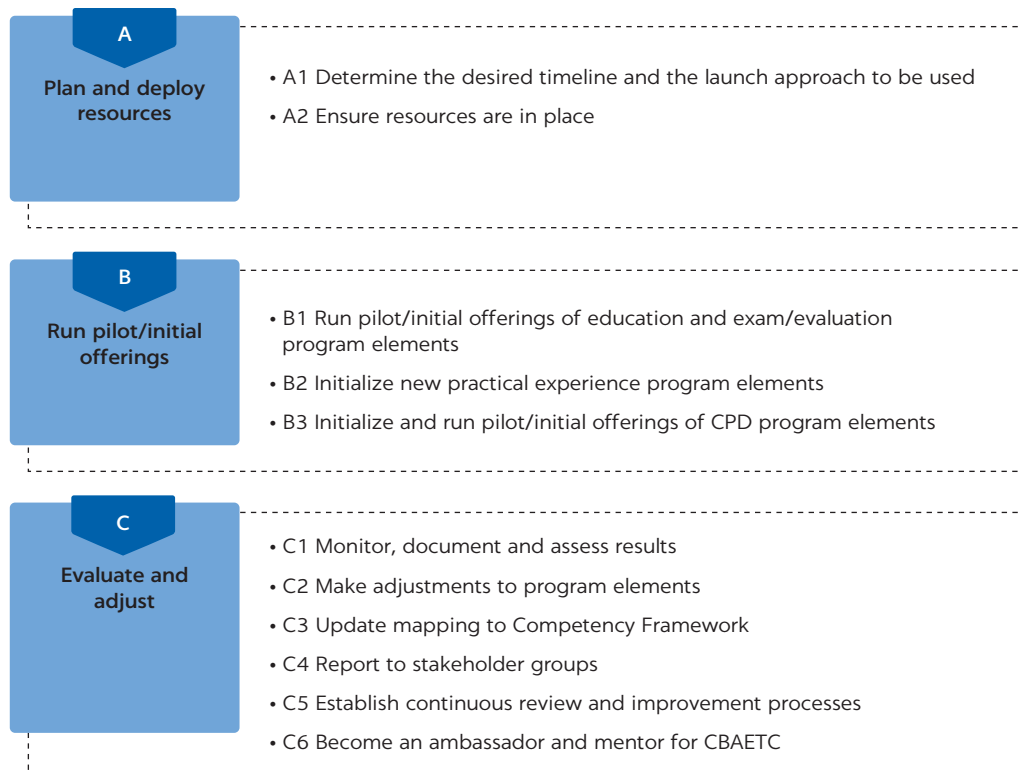 A
Plan and deploy
resources
• A1 Determine the desired timeline and the launch approach to be used
• A2 Ensure resources are in place
B
Run pilot/initial
offerings
• B1 Run pilot/initial offerings of education and exam/evaluation
program elements
• B2 Initialize new practical experience program elements
• B3 Initialize and run pilot/initial offerings of CPD program elements
C
Evaluate and
adjust
• C1 Monitor, document and assess results
• C2 Make adjustments to program elements
• C3 Update mapping to Competency Framework
• C4 Report to stakeholder groups
• C5 Establish continuous review and improvement processes
• C6 Become an ambassador and mentor for CBAETC